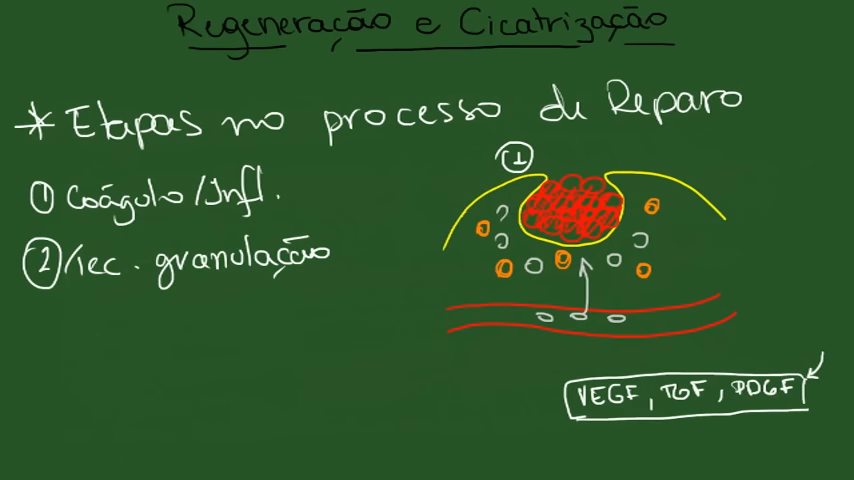 Regeneração e Cicatrização
* Etapas no processo de Reparo
① Coágulo/Infl.
② Tec. granulação
①
VEGF, TGF, PDGF